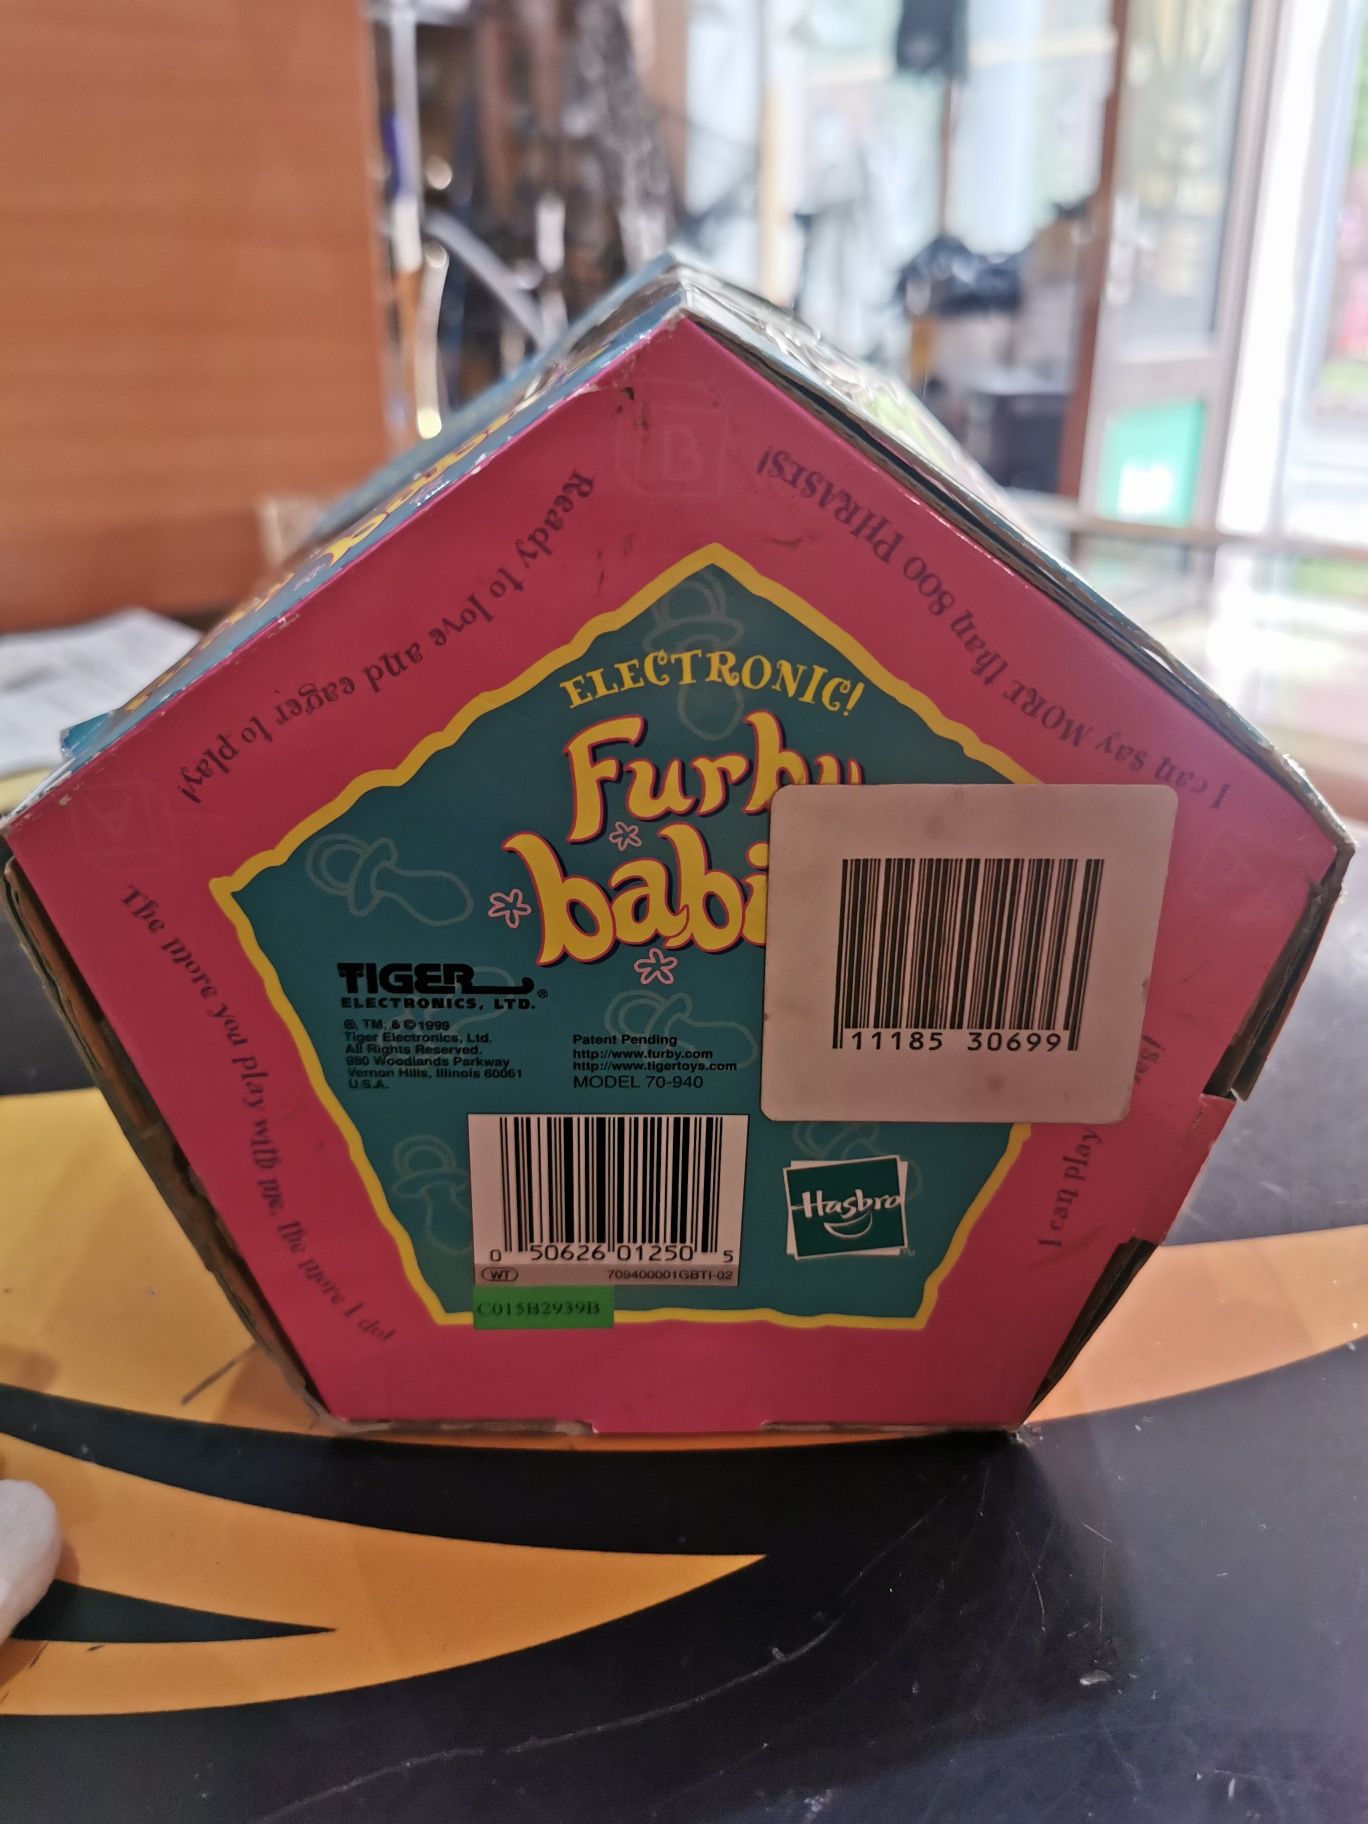 B
Ready to love and eager to play!
I can say MORE than 800 PHRASES!
ELECTRONIC!
Furby
babi
TIGER
ELECTRONICS, LTD.®
®, TM, & © 1999
Tiger Electronics, Ltd.
All Rights Reserved.
980 Woodlands Parkway
Vernon Hills, Illinois 60061
U.S.A.
Patent Pending
http://www.furby.com
http://www.tigertoys.com
MODEL 70-940
11185 30699
The more you play with me, the more I do!
I can play
0 50626 01250 5
WT
709400001GBTI-02
C015B2939B
Hasbro™